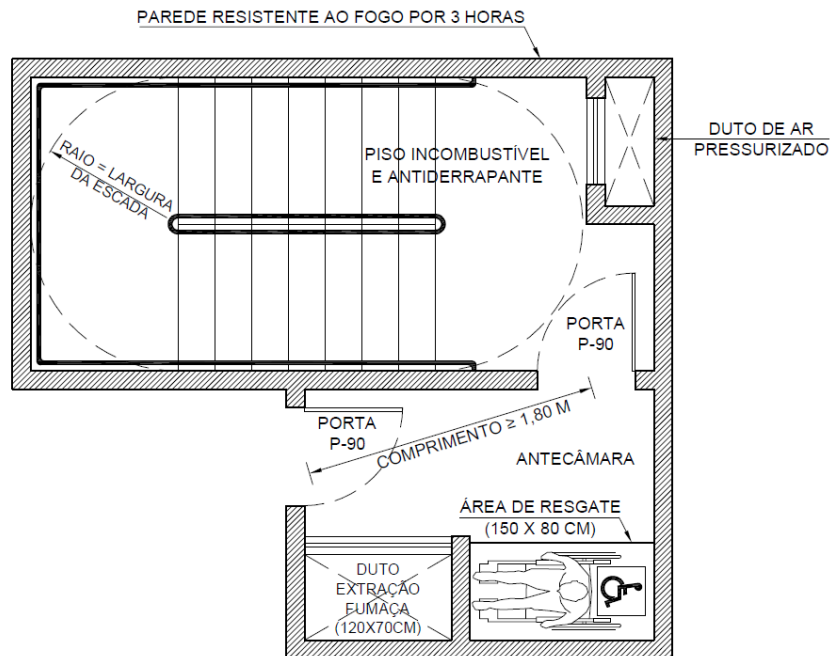 PAREDE RESISTENTE AO FOGO POR 3 HORAS
DUTO DE AR
PRESSURIZADO
RAIO = LARGURA
DA ESCADA
PISO INCOMBUSTÍVEL
E ANTIDERRAPANTE
PORTA
P-90
PORTA
P-90
COMPRIMENTO ≥ 1,80 M
ANTECÂMARA
ÁREA DE RESGATE
(150 X 80 CM)
DUTO
EXTRAÇÃO
FUMAÇA
(120X70CM)